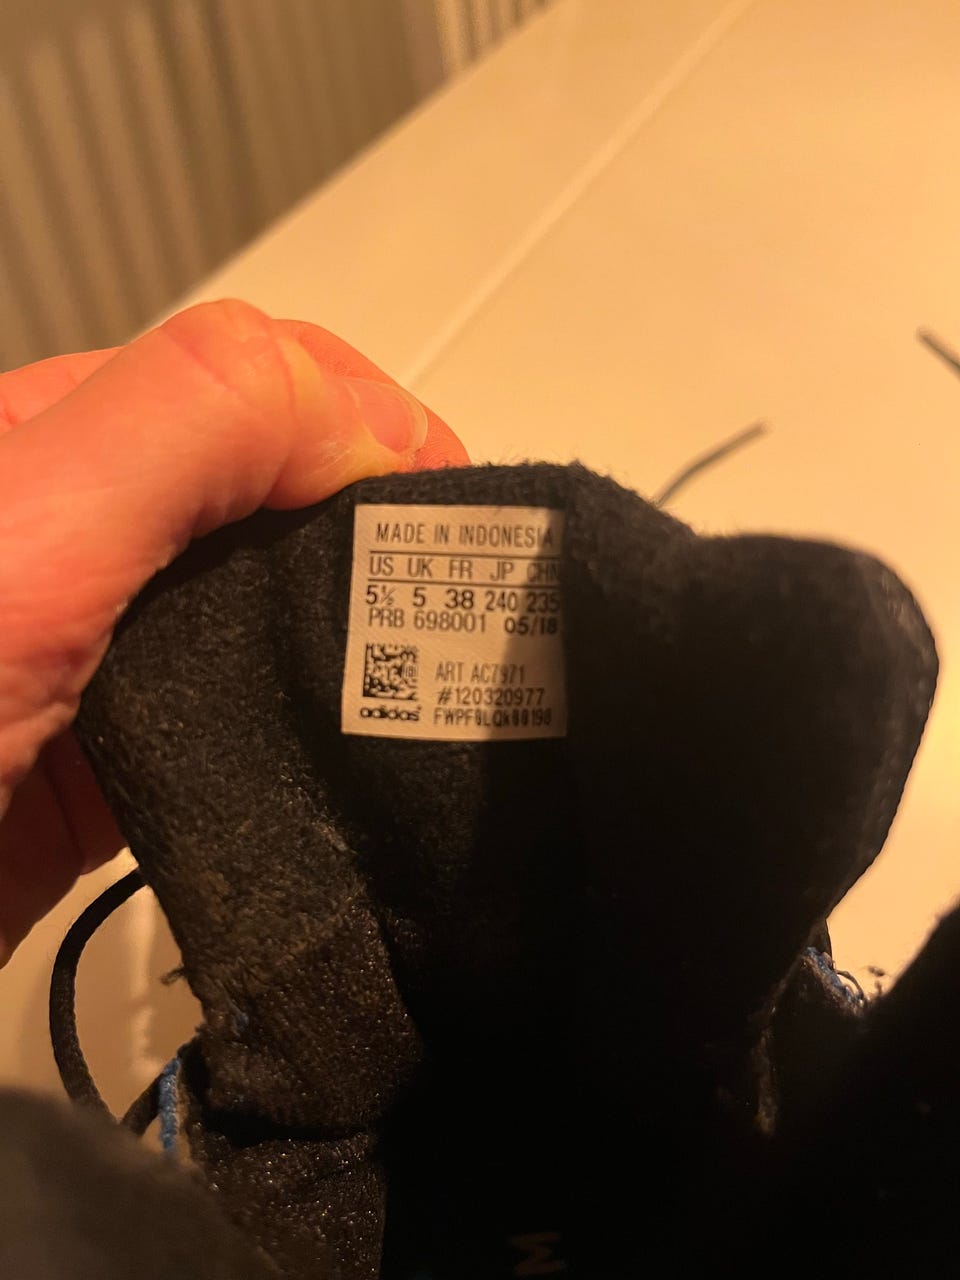 MADE IN INDONESIA
US UK FR JP CHN
5½ 5 38 240 235
PRB 698001 05/18
ART AC7971
#120320977
adidas